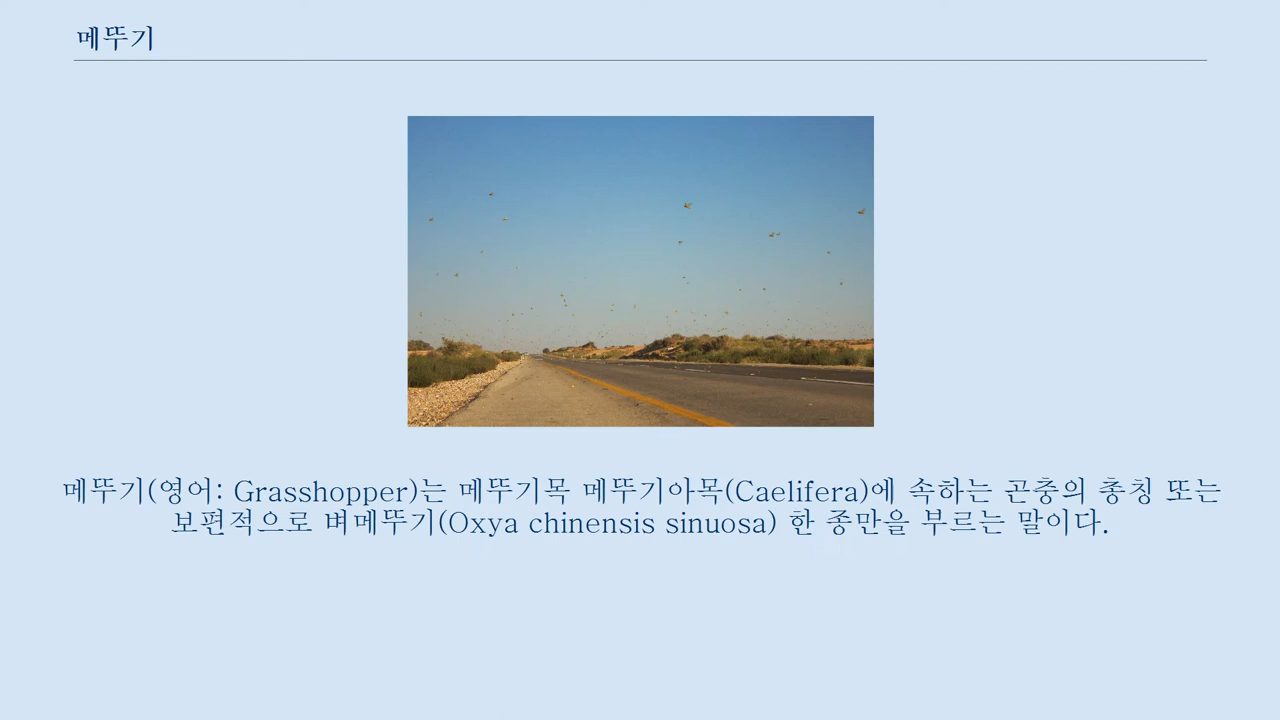 메뚜기
메뚜기(영어: Grasshopper)는 메뚜기목 메뚜기아목(Caelifera)에 속하는 곤충의 총칭 또는
보편적으로 벼메뚜기(Oxya chinensis sinuosa) 한 종만을 부르는 말이다.